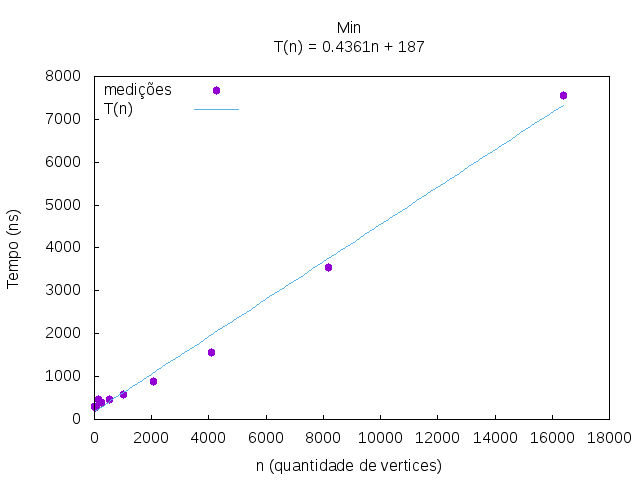 Min
T(n) = 0.4361n + 187
medições
T(n)
8000
7000
6000
5000
4000
3000
2000
1000
0
Tempo (ns)
0 2000 4000 6000 8000 10000 12000 14000 16000 18000
n (quantidade de vertices)